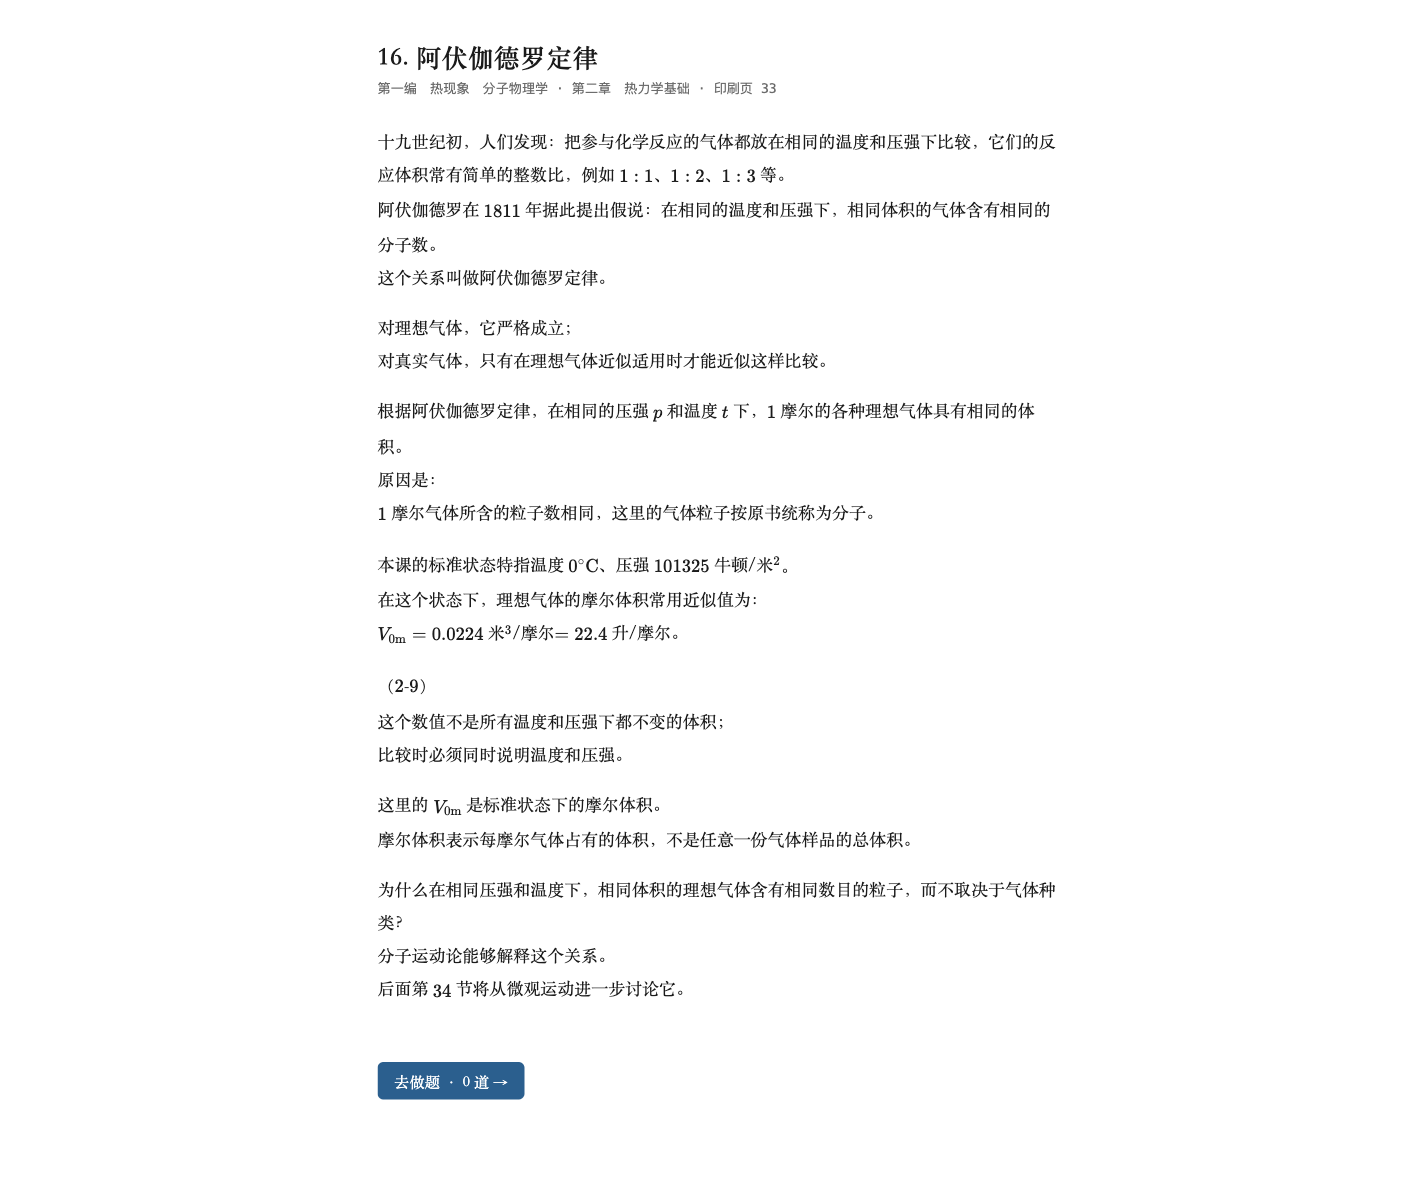 16. 阿伏伽德罗定律
第一编　热现象　分子物理学 · 第二章　热力学基础 · 印刷页 33
十九世纪初，人们发现：把参与化学反应的气体都放在相同的温度和压强下比较，它们的反
应体积常有简单的整数比，例如 1 : 1、1 : 2、1 : 3 等。
阿伏伽德罗在 1811 年据此提出假说：在相同的温度和压强下，相同体积的气体含有相同的
分子数。
这个关系叫做阿伏伽德罗定律。
对理想气体，它严格成立；
对真实气体，只有在理想气体近似适用时才能近似这样比较。
根据阿伏伽德罗定律，在相同的压强 p 和温度 t 下，1 摩尔的各种理想气体具有相同的体
积。
原因是：
1 摩尔气体所含的粒子数相同，这里的气体粒子按原书统称为分子。
本课的标准状态特指温度 0°C、压强 101325 牛顿/米²。
在这个状态下，理想气体的摩尔体积常用近似值为：
V₀ₘ = 0.0224 米³/摩尔= 22.4 升/摩尔。
（2-9）
这个数值不是所有温度和压强下都不变的体积；
比较时必须同时说明温度和压强。
这里的 V₀ₘ 是标准状态下的摩尔体积。
摩尔体积表示每摩尔气体占有的体积，不是任意一份气体样品的总体积。
为什么在相同压强和温度下，相同体积的理想气体含有相同数目的粒子，而不取决于气体种
类？
分子运动论能够解释这个关系。
后面第 34 节将从微观运动进一步讨论它。
去做题 · 0 道 →